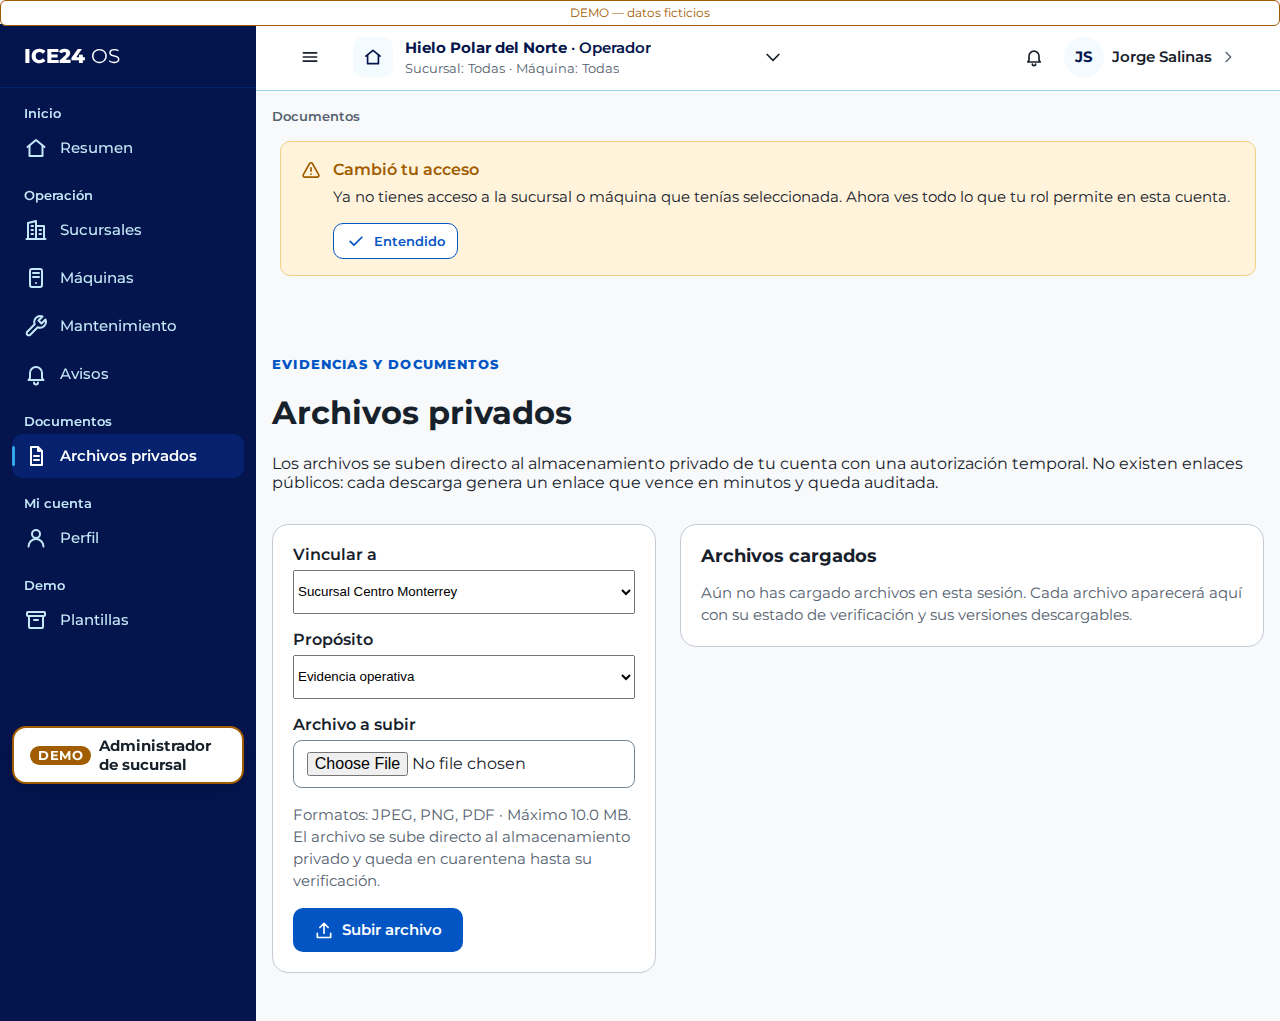 DEMO — datos ficticios
ICE24 OS
Hielo Polar del Norte · Operador
Sucursal: Todas · Máquina: Todas
JS
Jorge Salinas
Inicio
Resumen
Operación
Sucursales
Máquinas
Mantenimiento
Avisos
Documentos
Archivos privados
Mi cuenta
Perfil
Demo
Plantillas
DEMO
Administrador
de sucursal
Documentos
Cambió tu acceso
Ya no tienes acceso a la sucursal o máquina que tenías seleccionada. Ahora ves todo lo que tu rol permite en esta cuenta.
Entendido
EVIDENCIAS Y DOCUMENTOS
Archivos privados
Los archivos se suben directo al almacenamiento privado de tu cuenta con una autorización temporal. No existen enlaces
públicos: cada descarga genera un enlace que vence en minutos y queda auditada.
Vincular a
Sucursal Centro Monterrey
Propósito
Evidencia operativa
Archivo a subir
Choose File No file chosen
Formatos: JPEG, PNG, PDF · Máximo 10.0 MB.
El archivo se sube directo al almacenamiento
privado y queda en cuarentena hasta su
verificación.
Subir archivo
Archivos cargados
Aún no has cargado archivos en esta sesión. Cada archivo aparecerá aquí
con su estado de verificación y sus versiones descargables.